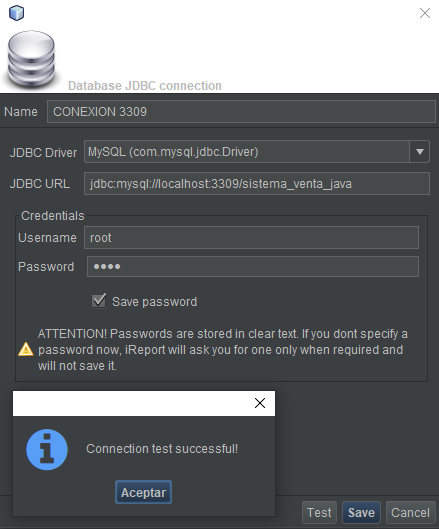 Database JDBC connection
Name CONEXION 3309
JDBC Driver MySQL (com.mysql.jdbc.Driver)
JDBC URL jdbc:mysql://localhost:3309/sistema_venta_java
Credentials
Username root
Password ●●●●
Save password
ATTENTION! Passwords are stored in clear text. If you dont specify a
password now, iReport will ask you for one only when required and
will not save it.
Connection test successful!
Aceptar
Test Save Cancel